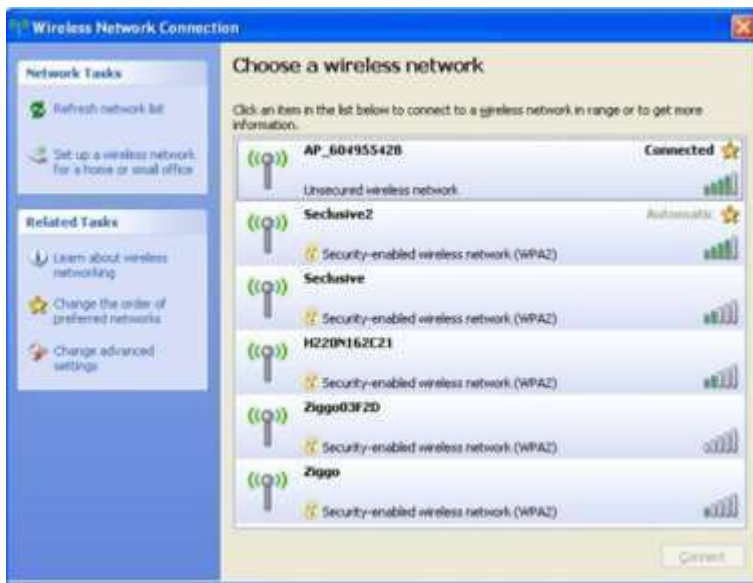 Wireless Network Connection
Network Tasks
Refresh network list
Set up a wireless network
for a home or small office
Related Tasks
Learn about wireless
networking
Change the order of
preferred networks
Change advanced
settings
Choose a wireless network
Click an item in the list below to connect to a wireless network in range or to get more
information.
AP_604955428 Connected
Unsecured wireless network
Seclusive2 Automatic
Security-enabled wireless network (WPA2)
Seclusive
Security-enabled wireless network (WPA2)
H220N162C21
Security-enabled wireless network (WPA2)
Ziggo03F2D
Security-enabled wireless network (WPA2)
Ziggo
Security-enabled wireless network (WPA2)
Connect